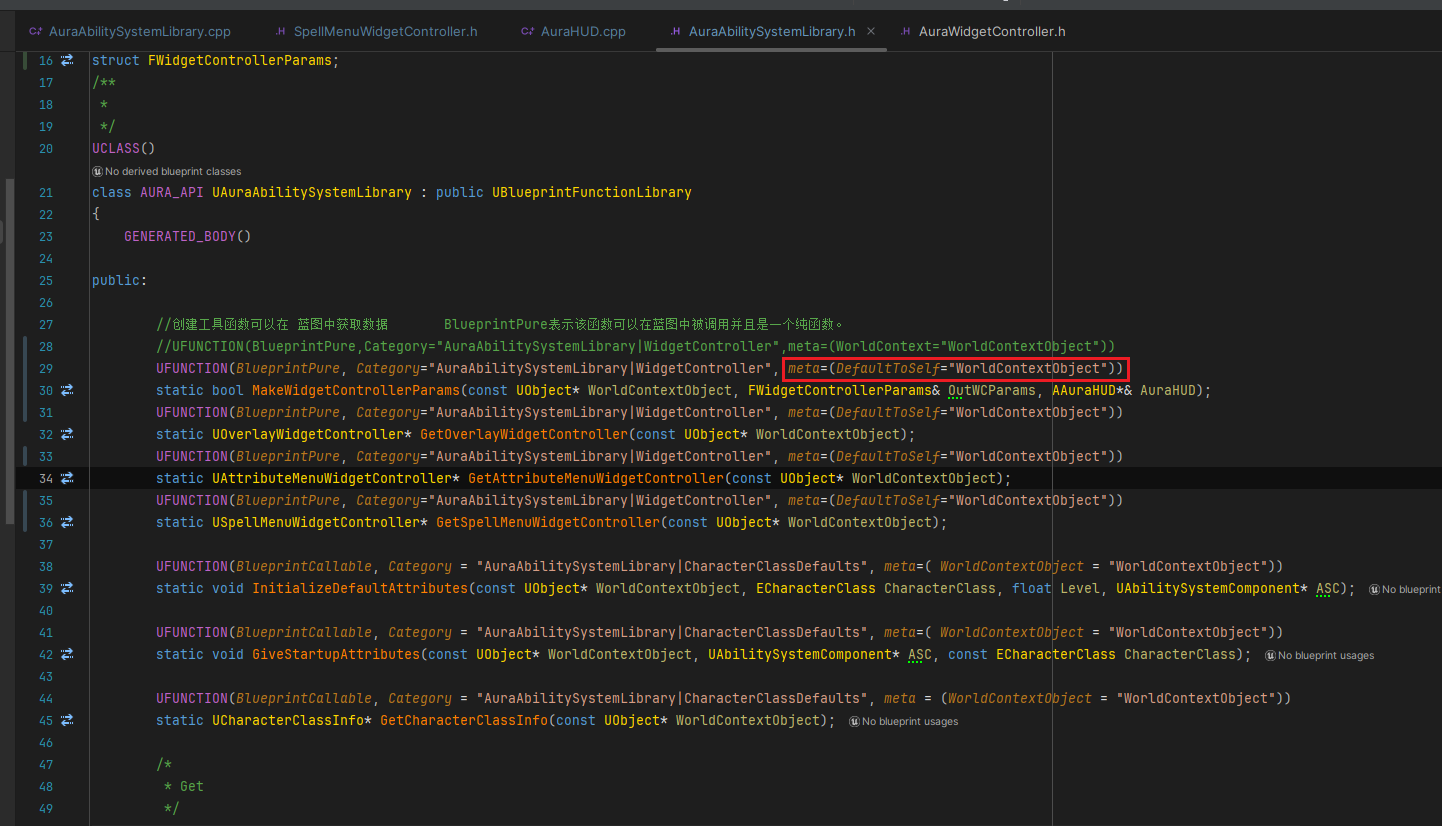 AuraAbilitySystemLibrary.cpp .H SpellMenuWidgetController.h AuraHUD.cpp .H AuraAbilitySystemLibrary.h × .H AuraWidgetController.h
16 struct FWidgetControllerParams;
17 /**
18 *
19 */
20 UCLASS()
No derived blueprint classes
21 class AURA_API UAuraAbilitySystemLibrary : public UBlueprintFunctionLibrary
22 {
23 GENERATED_BODY()
24
25 public:
26
27 //创建工具函数可以在 蓝图中获取数据 BlueprintPure表示该函数可以在蓝图中被调用并且是一个纯函数。
28 //UFUNCTION(BlueprintPure,Category="AuraAbilitySystemLibrary|WidgetController",meta=(WorldContext="WorldContextObject"))
29 UFUNCTION(BlueprintPure, Category="AuraAbilitySystemLibrary|WidgetController", meta=(DefaultToSelf="WorldContextObject"))
30 static bool MakeWidgetControllerParams(const UObject* WorldContextObject, FWidgetControllerParams& OutWCParams, AAuraHUD*& AuraHUD);
31 UFUNCTION(BlueprintPure, Category="AuraAbilitySystemLibrary|WidgetController", meta=(DefaultToSelf="WorldContextObject"))
32 static UOverlayWidgetController* GetOverlayWidgetController(const UObject* WorldContextObject);
33 UFUNCTION(BlueprintPure, Category="AuraAbilitySystemLibrary|WidgetController", meta=(DefaultToSelf="WorldContextObject"))
34 static UAttributeMenuWidgetController* GetAttributeMenuWidgetController(const UObject* WorldContextObject);
35 UFUNCTION(BlueprintPure, Category="AuraAbilitySystemLibrary|WidgetController", meta=(DefaultToSelf="WorldContextObject"))
36 static USpellMenuWidgetController* GetSpellMenuWidgetController(const UObject* WorldContextObject);
37
38 UFUNCTION(BlueprintCallable, Category = "AuraAbilitySystemLibrary|CharacterClassDefaults", meta=( WorldContextObject = "WorldContextObject"))
39 static void InitializeDefaultAttributes(const UObject* WorldContextObject, ECharacterClass CharacterClass, float Level, UAbilitySystemComponent* ASC); No blueprint
40
41 UFUNCTION(BlueprintCallable, Category = "AuraAbilitySystemLibrary|CharacterClassDefaults", meta=( WorldContextObject = "WorldContextObject"))
42 static void GiveStartupAttributes(const UObject* WorldContextObject, UAbilitySystemComponent* ASC, const ECharacterClass CharacterClass); No blueprint usages
43
44 UFUNCTION(BlueprintCallable, Category = "AuraAbilitySystemLibrary|CharacterClassDefaults", meta = (WorldContextObject = "WorldContextObject"))
45 static UCharacterClassInfo* GetCharacterClassInfo(const UObject* WorldContextObject); No blueprint usages
46
47 /*
48 * Get
49 */